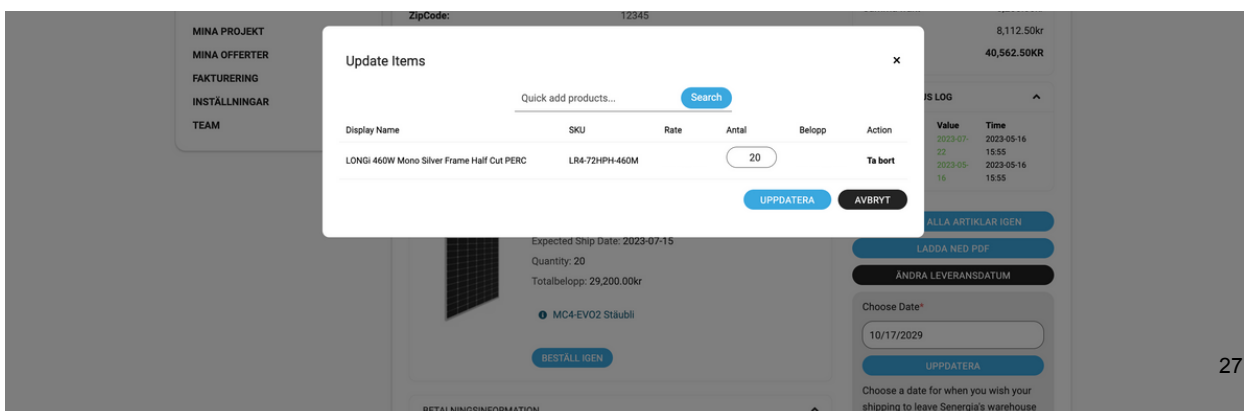 ZipCode: 12345
MINA PROJEKT
MINA OFFERTER
FAKTURERING
INSTÄLLNINGAR
TEAM
8,112.50kr
40,562.50KR
Update Items ×
Quick add products... Search
Display Name SKU Rate Antal Belopp Action
LONGi 460W Mono Silver Frame Half Cut PERC LR4-72HPH-460M 20 Ta bort
UPPDATERA AVBRYT
US LOG
Value Time
2023-07-22 2023-05-16 15:55
2023-05-16 2023-05-16 15:55
Expected Ship Date: 2023-07-15
Quantity: 20
Totalbelopp: 29,200.00kr
MC4-EVO2 Stäubli
BESTÄLL IGEN
ALLA ARTIKLAR IGEN
LADDA NED PDF
ÄNDRA LEVERANSDATUM
Choose Date*
10/17/2029
UPPDATERA
Choose a date for when you wish your
shipping to leave Senergia's warehouse
BETALNINGSINFORMATION
27